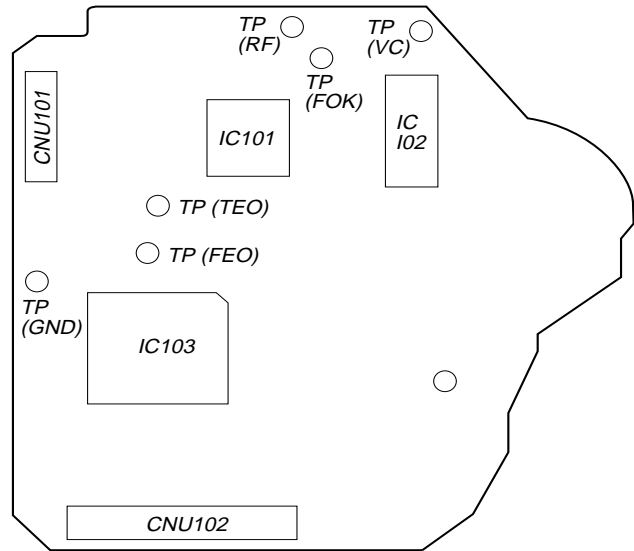 TP
(RF)
TP
(VC)
TP
(FOK)
CNU101
IC101
IC
I02
TP (TEO)
TP (FEO)
TP
(GND)
IC103
CNU102